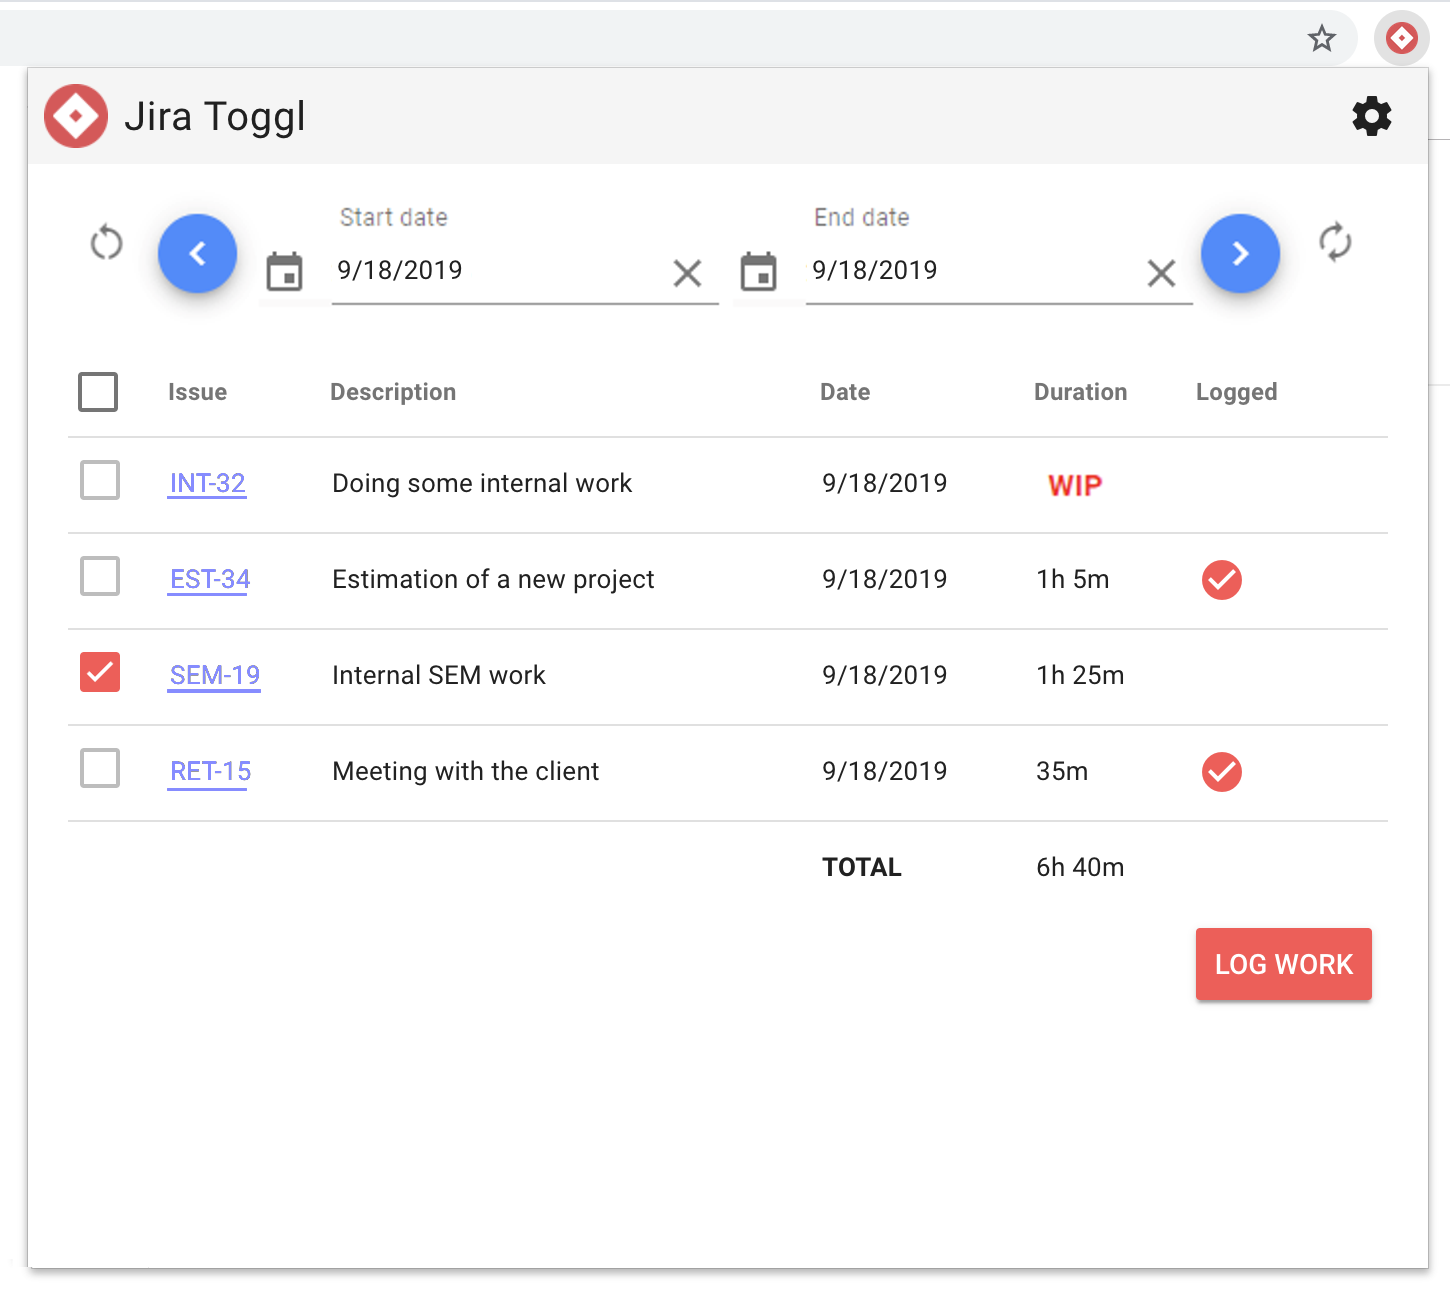 Jira Toggl
Start date End date
9/18/2019 9/18/2019
Issue Description Date Duration Logged
INT-32 Doing some internal work 9/18/2019 WIP
EST-34 Estimation of a new project 9/18/2019 1h 5m
SEM-19 Internal SEM work 9/18/2019 1h 25m
RET-15 Meeting with the client 9/18/2019 35m
TOTAL 6h 40m
LOG WORK